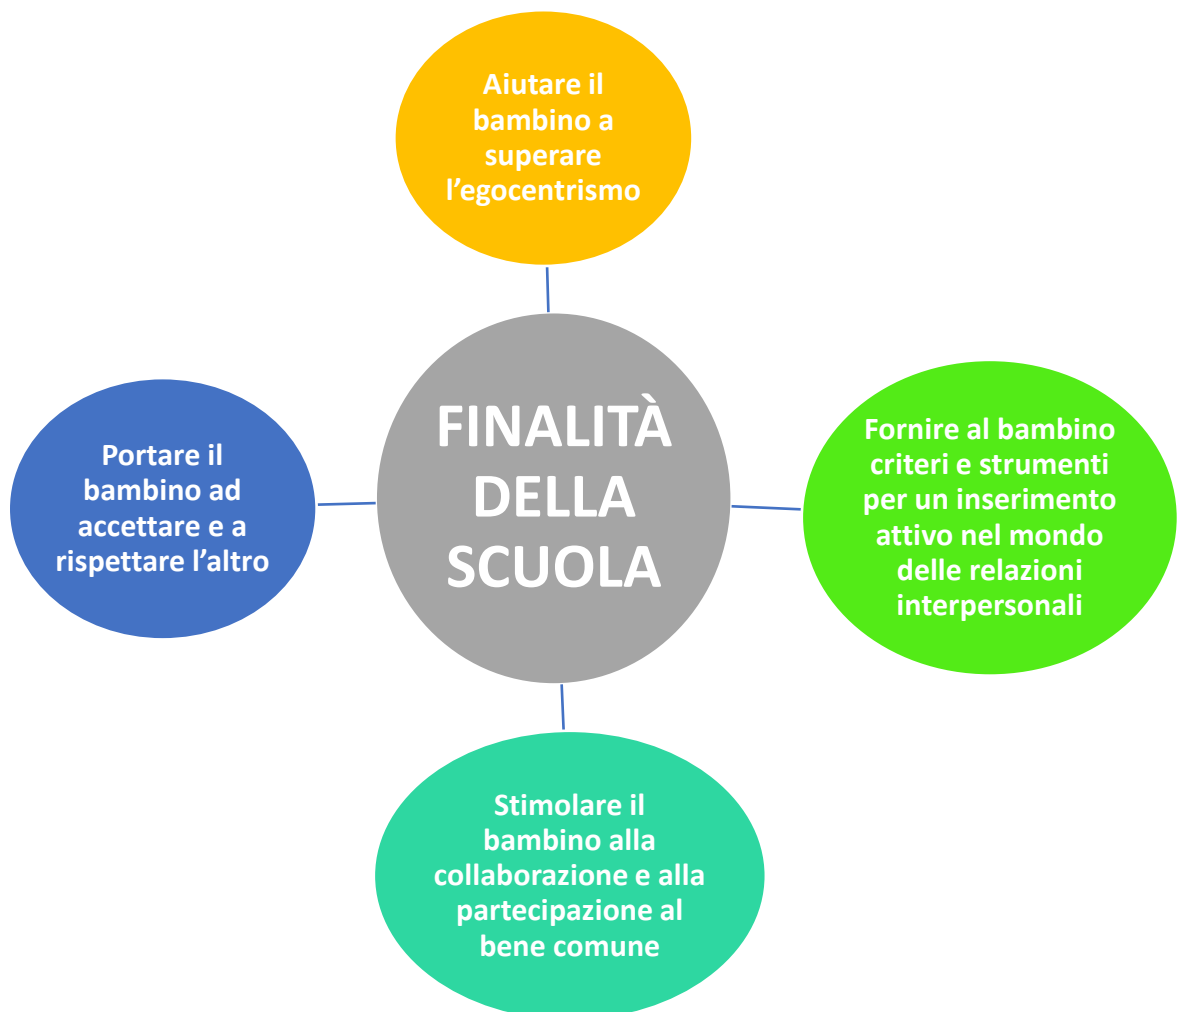 Aiutare il
bambino a
superare
l’egocentrismo
FINALITÀ
DELLA
SCUOLA
Portare il
bambino ad
accettare e a
rispettare l’altro
Fornire al bambino
criteri e strumenti
per un inserimento
attivo nel mondo
delle relazioni
interpersonali
Stimolare il
bambino alla
collaborazione e alla
partecipazione al
bene comune